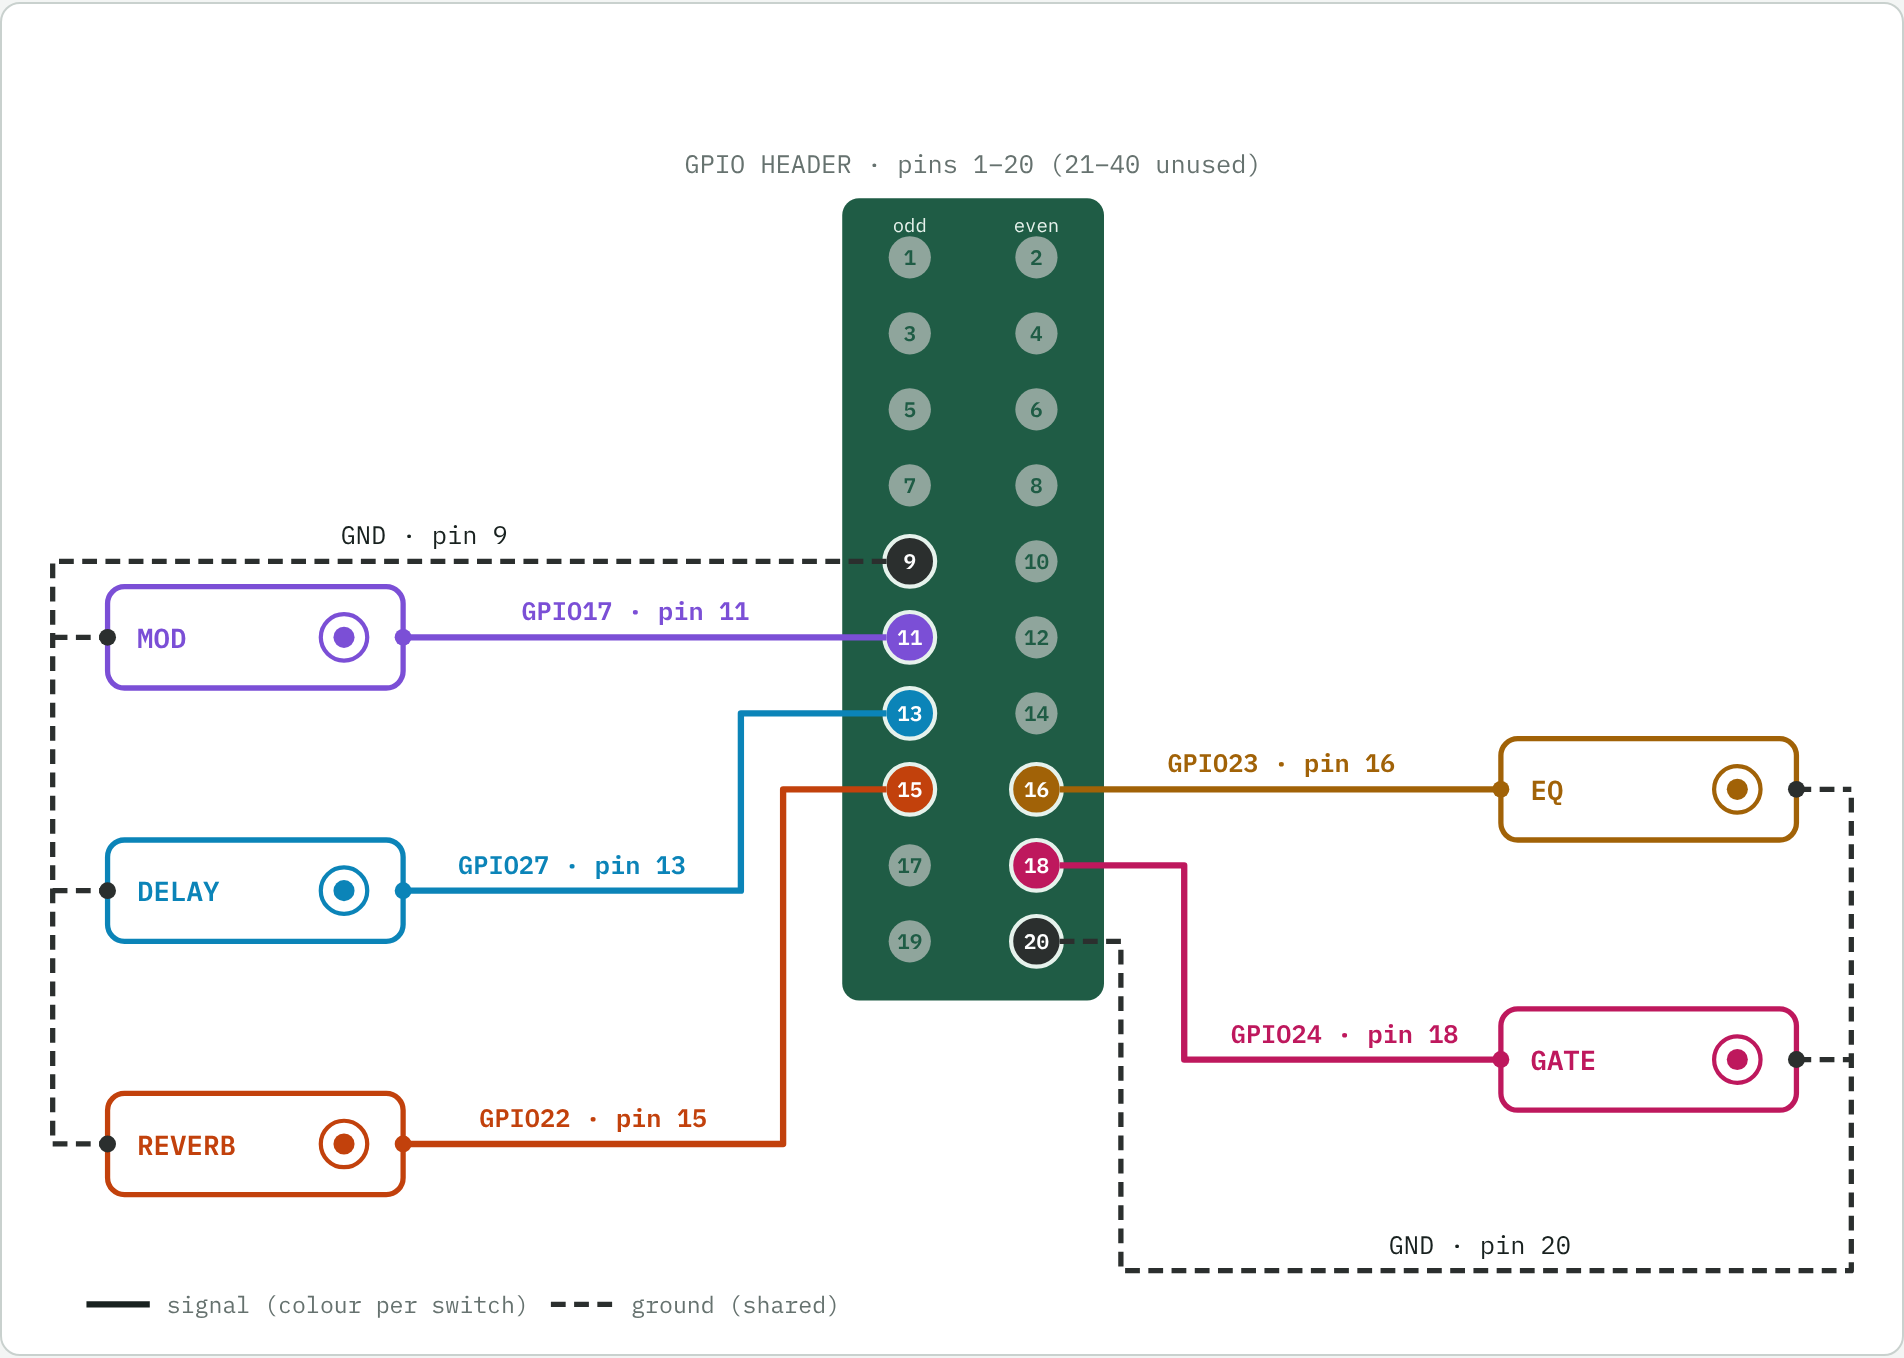 GPIO HEADER · pins 1–20 (21–40 unused)
odd even
1 2
3 4
5 6
7 8
GND · pin 9
9 10
GPIO17 · pin 11
MOD
11 12
13 14
GPIO23 · pin 16
15 16
EQ
GPIO27 · pin 13
17 18
DELAY
19 20
GPIO24 · pin 18
GATE
GPIO22 · pin 15
REVERB
GND · pin 20
signal (colour per switch) ground (shared)